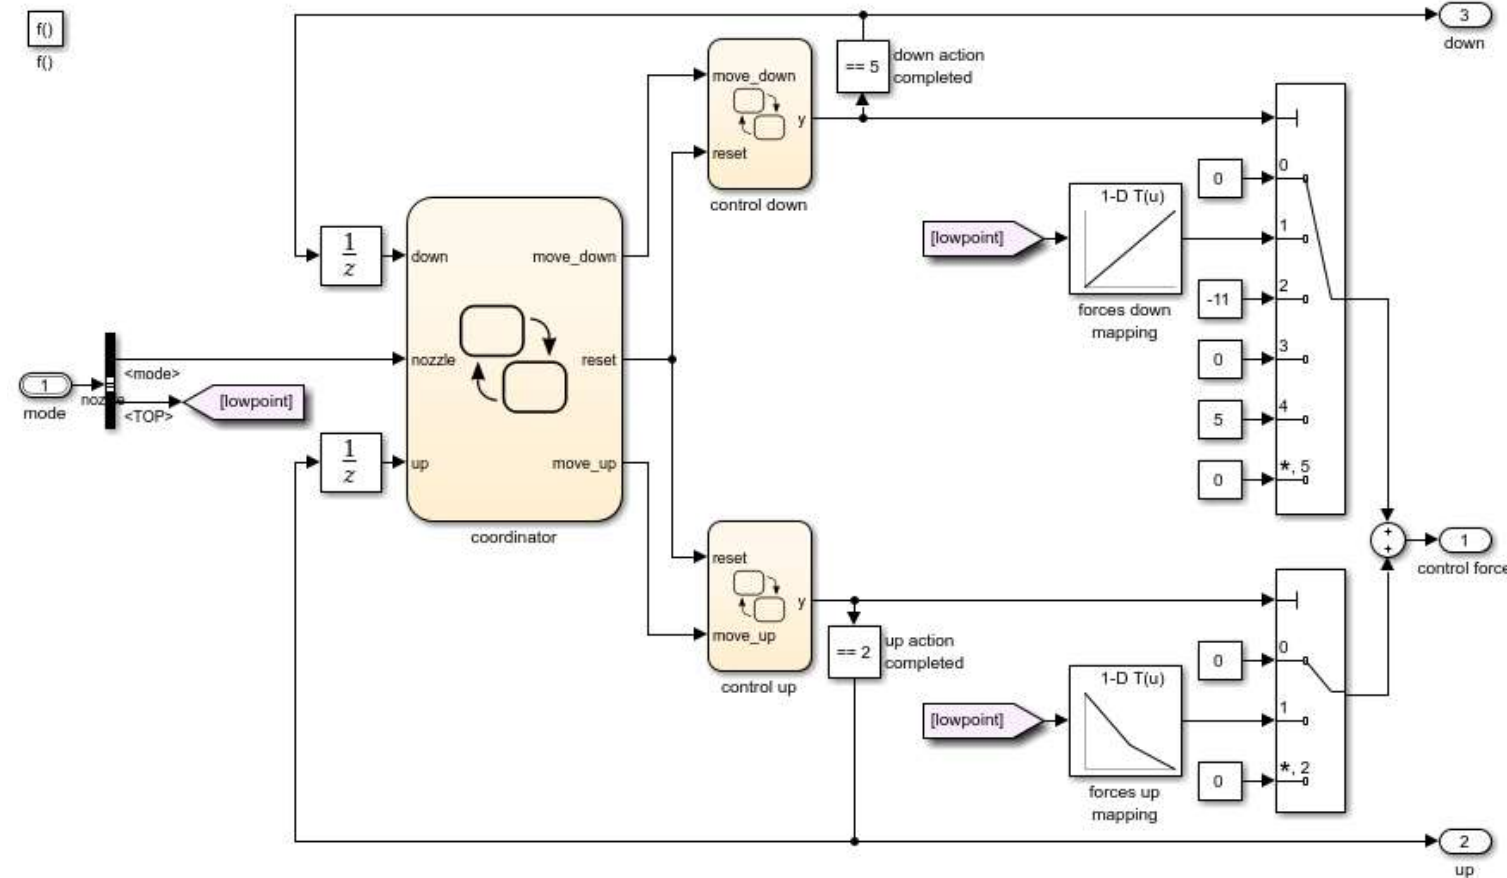 f()
f()
3
down
== 5
down action
completed
move_down
y
reset
control down
0
0
1-D T(u)
[lowpoint]
1
forces down
mapping
-11
2
0
3
5
4
0
*, 5
1
z
down
move_down
nozzle
reset
up
move_up
coordinator
1
mode
nozzle
<mode>
<TOP>
[lowpoint]
1
z
+
+
1
control force
reset
y
move_up
control up
== 2
up action
completed
0
0
1-D T(u)
[lowpoint]
1
forces up
mapping
0
*, 2
2
up